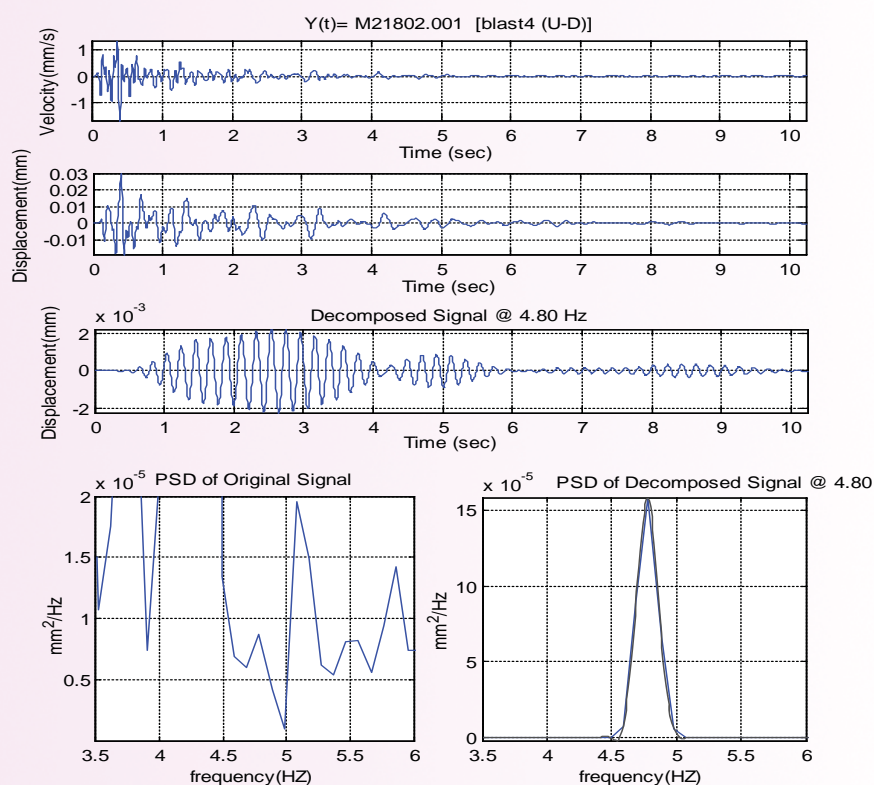 Y(t)= M21802.001 [blast4 (U-D)]
Velocity(mm/s)
1
0
-1
0 1 2 3 4 5 6 7 8 9 10
Time (sec)
Displacement(mm)
0.03
0.02
0.01
0
-0.01
0 1 2 3 4 5 6 7 8 9 10
Time (sec)
x 10^-3
Decomposed Signal @ 4.80 Hz
Displacement(mm)
2
0
-2
0 1 2 3 4 5 6 7 8 9 10
Time (sec)
x 10^-5 PSD of Original Signal
mm^2/Hz
2
1.5
1
0.5
3.5 4 4.5 5 5.5 6
frequency(HZ)
x 10^-5 PSD of Decomposed Signal @ 4.80
mm^2/Hz
15
10
5
0
3.5 4 4.5 5 5.5 6
frequency(HZ)